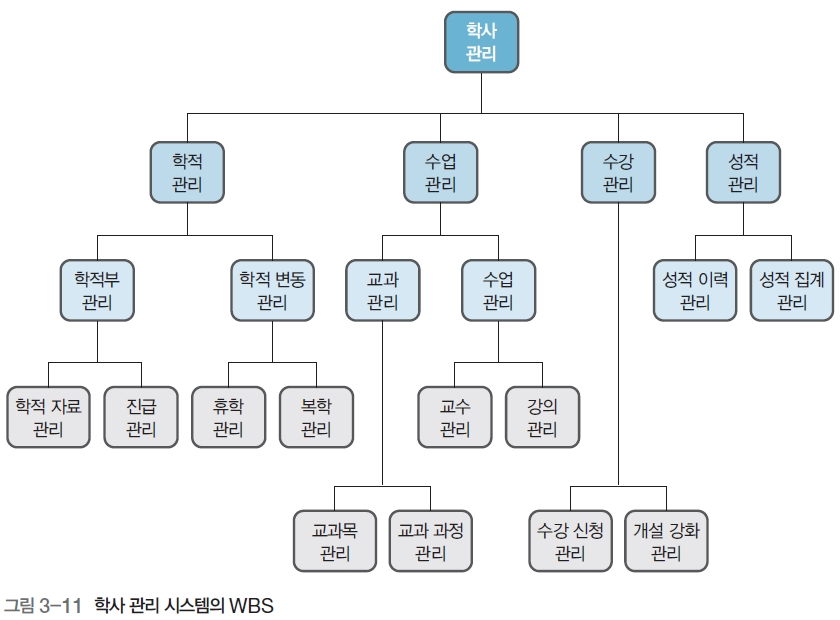 학사
관리
학적
관리
수업
관리
수강
관리
성적
관리
학적부
관리
학적 변동
관리
교과
관리
수업
관리
성적 이력
관리
성적 집계
관리
학적 자료
관리
진급
관리
휴학
관리
복학
관리
교수
관리
강의
관리
교과목
관리
교과 과정
관리
수강 신청
관리
개설 강화
관리
그림 3-11 학사 관리 시스템의 WBS